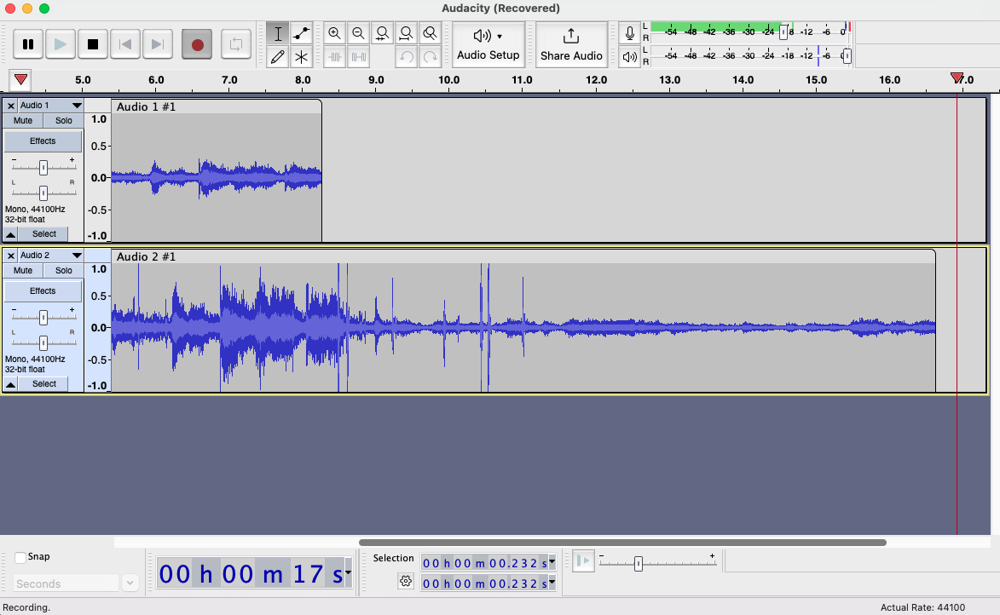 Audacity (Recovered)
Audio Setup
Share Audio
L
R
-54 -48 -42 -36 -30 -24 -18 -12 -6 0
L
R
-54 -48 -42 -36 -30 -24 -18 -12 -6 0
5.0 6.0 7.0 8.0 9.0 10.0 11.0 12.0 13.0 14.0 15.0 16.0 17.0
Audio 1
Audio 1 #1
Mute Solo
Effects
- +
L R
Mono, 44100Hz
32-bit float
Select
1.0
0.5-
0.0-
-0.5-
-1.0
Audio 2
Audio 2 #1
Mute Solo
Effects
- +
L R
Mono, 44100Hz
32-bit float
Select
1.0
0.5-
0.0-
-0.5-
-1.0
Snap
Seconds
00 h 00 m 17 s
Selection
00 h 00 m 00.232 s
00 h 00 m 00.232 s
- +
Recording.
Actual Rate: 44100